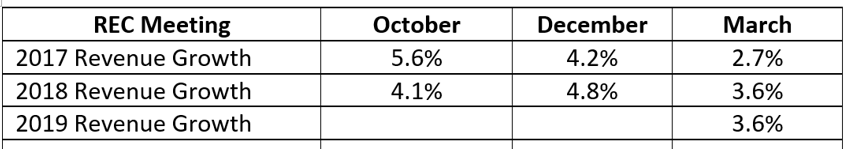 REC Meeting October December March
2017 Revenue Growth 5.6% 4.2% 2.7%
2018 Revenue Growth 4.1% 4.8% 3.6%
2019 Revenue Growth 3.6%